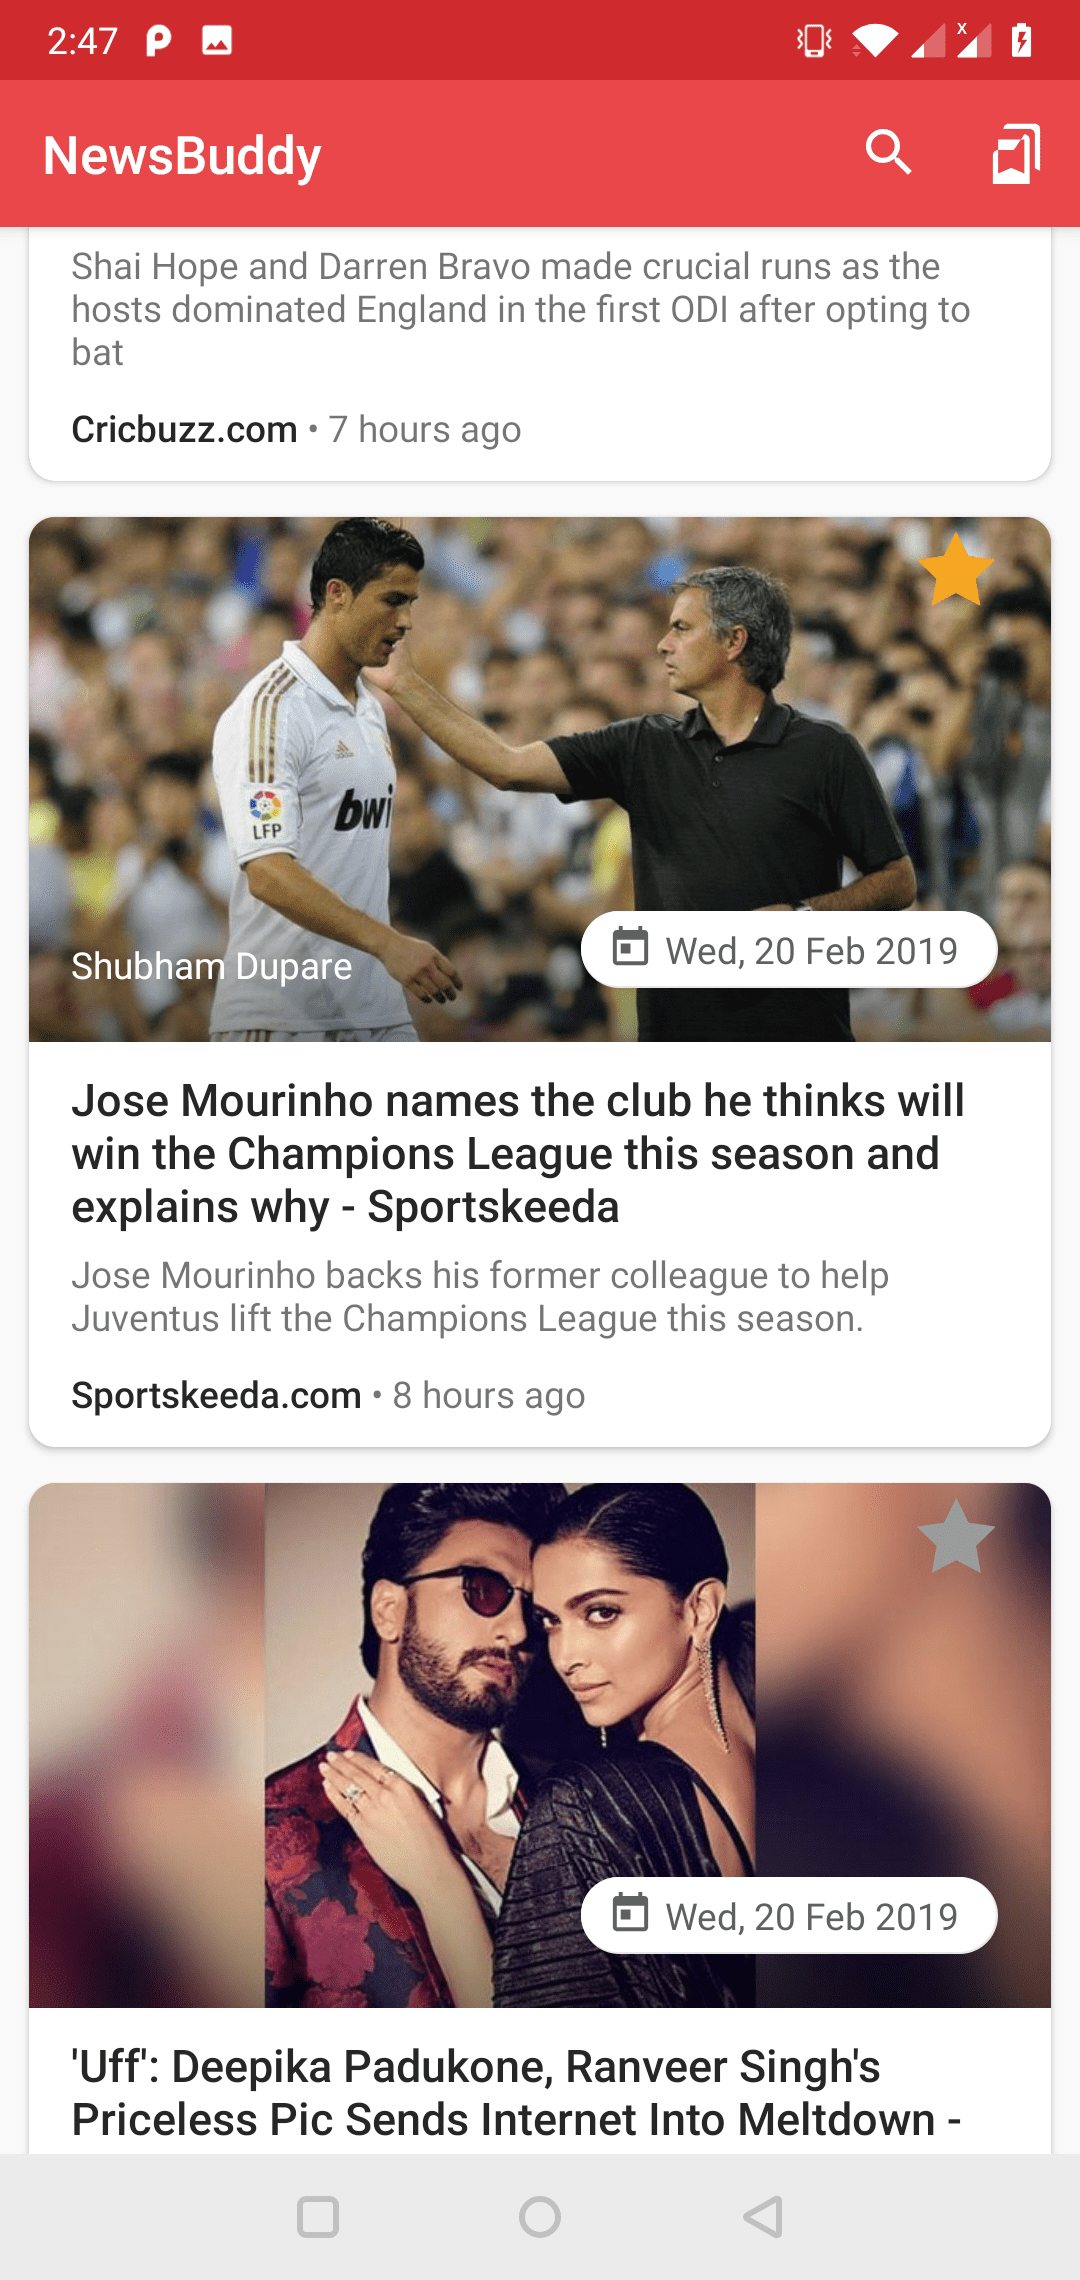 2:47
NewsBuddy
Shai Hope and Darren Bravo made crucial runs as the
hosts dominated England in the first ODI after opting to
bat
Cricbuzz.com • 7 hours ago
LFP
bwi
Shubham Dupare
Wed, 20 Feb 2019
Jose Mourinho names the club he thinks will
win the Champions League this season and
explains why - Sportskeeda
Jose Mourinho backs his former colleague to help
Juventus lift the Champions League this season.
Sportskeeda.com • 8 hours ago
Wed, 20 Feb 2019
'Uff': Deepika Padukone, Ranveer Singh's
Priceless Pic Sends Internet Into Meltdown -